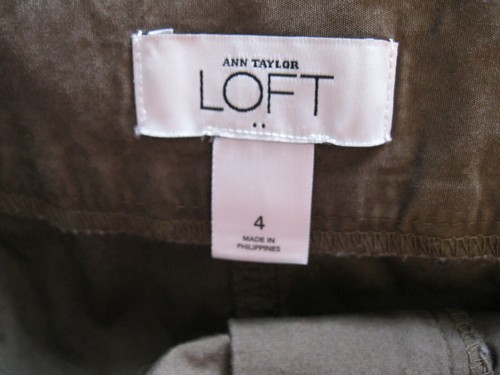 ANN TAYLOR
LOFT
4
MADE IN
PHILIPPINES